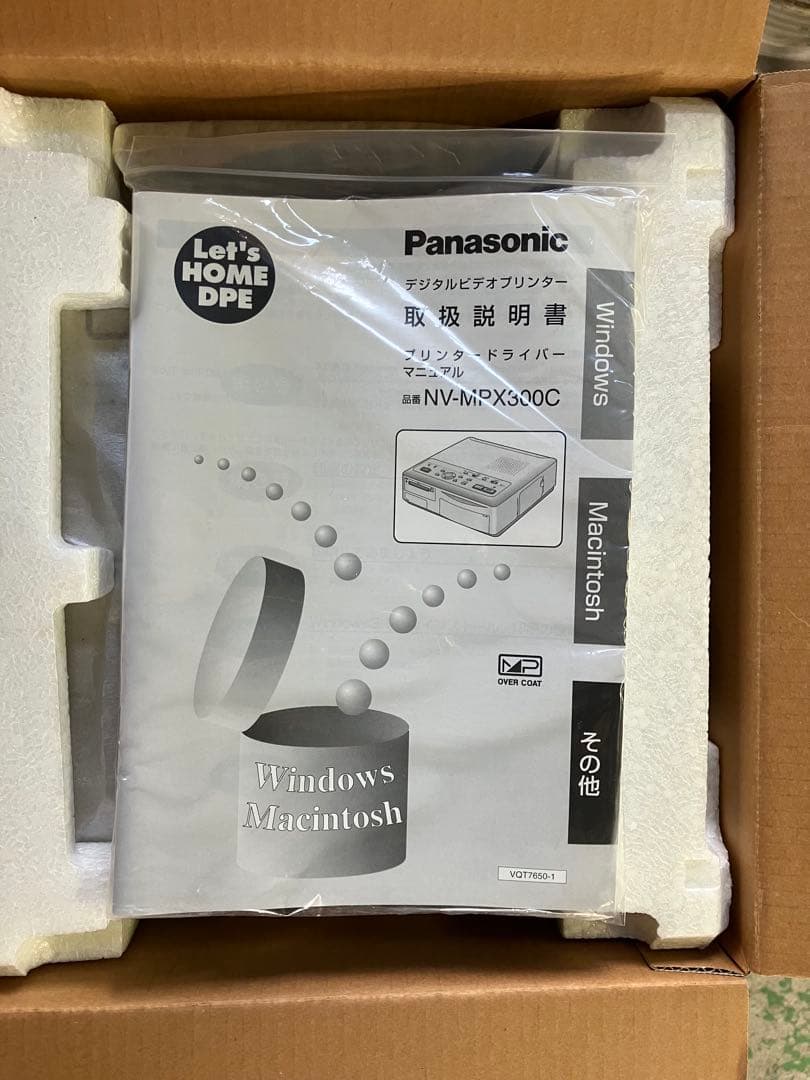 Let's
HOME
DPE
Panasonic
デジタルビデオプリンター
取扱説明書
プリンタードライバー
マニュアル
品番 NV-MPX300C
Windows
Macintosh
その他
MP
OVER COAT
Windows
Macintosh
VQT7650-1